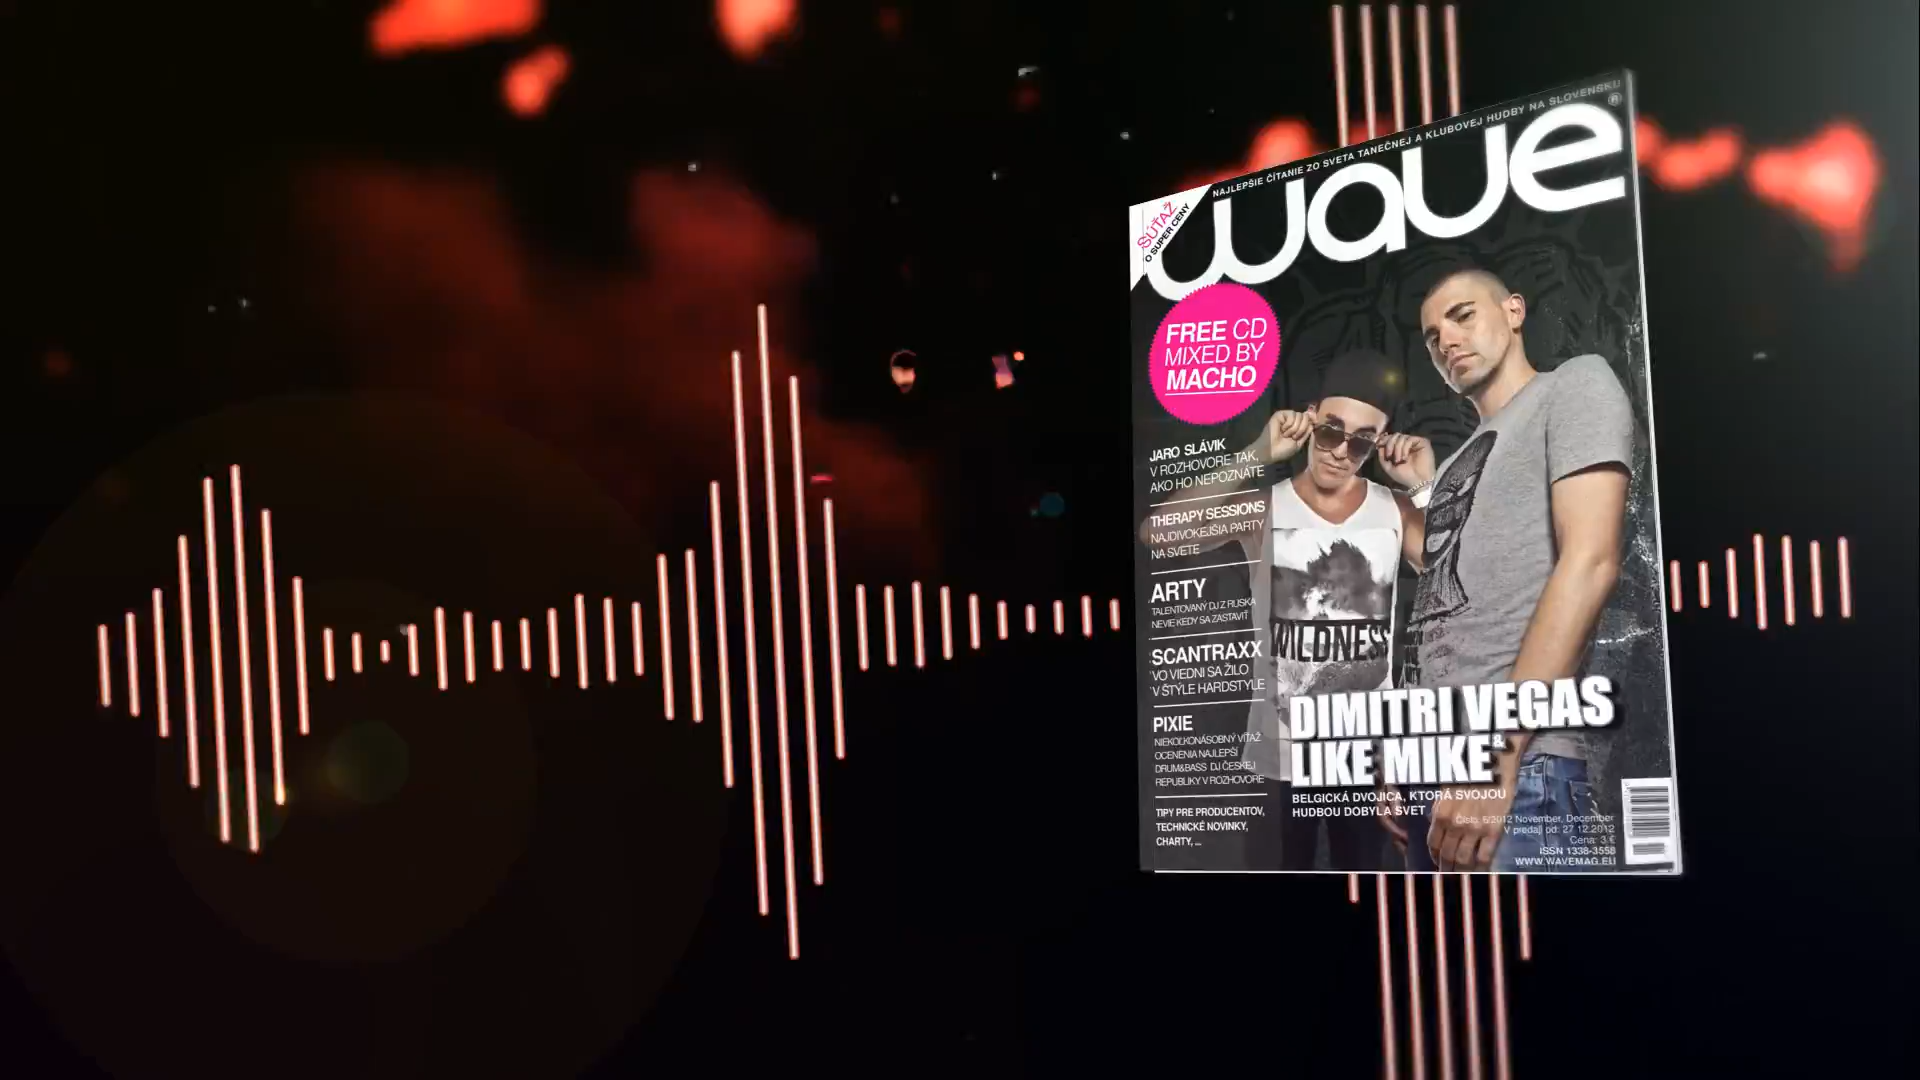 NAJLEPŠIE ČÍTANIE ZO SVETA TANEČNEJ A KLUBOVEJ HUDBY NA SLOVENSKU
wave®
SÚŤAŽ
O SUPER CENY
FREE CD
MIXED BY
MACHO
JARO SLÁVIK
V ROZHOVORE TAK,
AKO HO NEPOZNÁTE
THERAPY SESSIONS
NAJDIVOKEJŠIA PARTY
NA SVETE
ARTY
TALENTOVANÝ DJ Z RUSKA
NEVIE KEDY SA ZASTAVIŤ
SCANTRAXX
VO VIEDNI SA ŽILO
V ŠTÝLE HARDSTYLE
PIXIE
NIEKOĽKONÁSOBNÝ VÍŤAZ
OCENENIA NAJLEPŠÍ
DRUM&BASS DJ ČESKEJ
REPUBLIKY V ROZHOVORE
TIPY PRE PRODUCENTOV,
TECHNICKÉ NOVINKY,
CHARTY, ...
WILDNESS
DIMITRI VEGAS
& LIKE MIKE
BELGICKÁ DVOJICA, KTORÁ SVOJOU
HUDBOU DOBYLA SVET
Číslo: 6/2012 November, December
V predaji od: 27.12.2012
Cena: 3 €
ISSN 1338-3558
WWW.WAVEMAG.EU